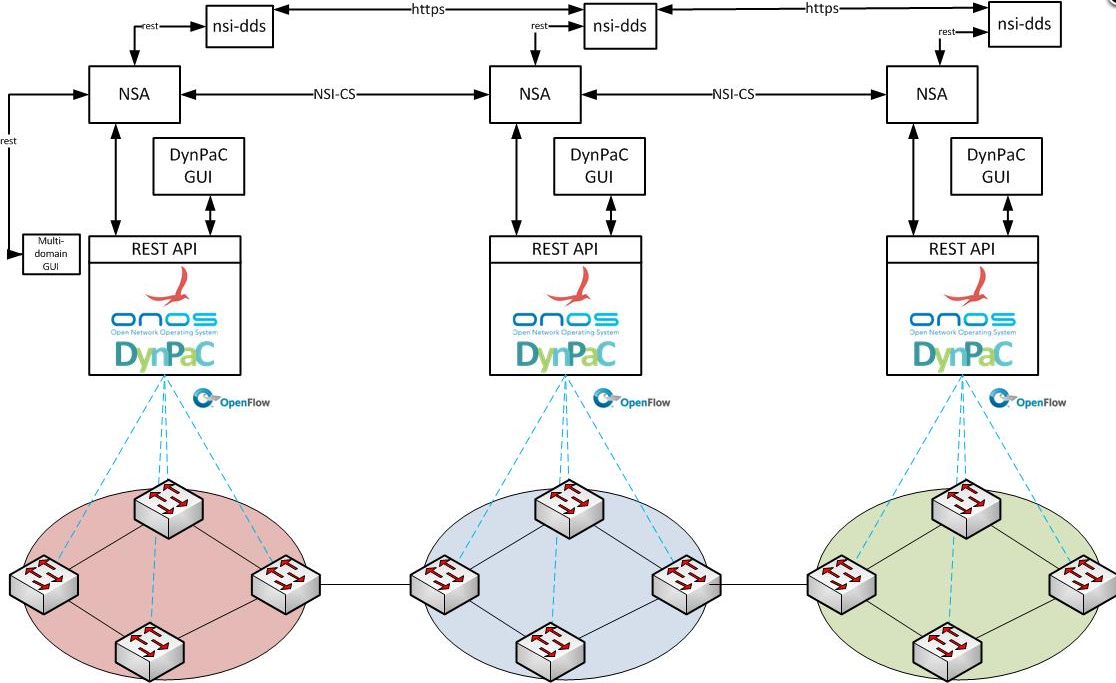 nsi-dds
https
nsi-dds
https
nsi-dds
rest
rest
rest
NSA
NSI-CS
NSA
NSI-CS
NSA
rest
DynPaC
GUI
DynPaC
GUI
DynPaC
GUI
Multi-
domain
GUI
REST API
REST API
REST API
onos
Open Network Operating System
DynPaC
onos
Open Network Operating System
DynPaC
onos
Open Network Operating System
DynPaC
OpenFlow
OpenFlow
OpenFlow